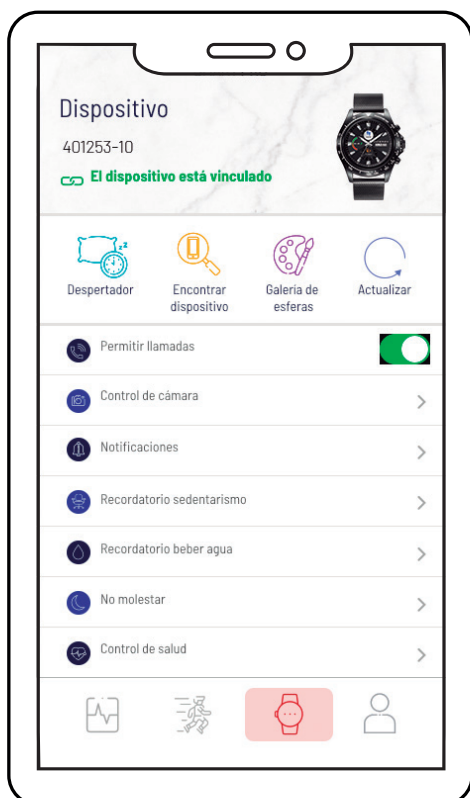 Dispositivo
401253-10
El dispositivo está vinculado
Despertador
Encontrar
dispositivo
Galería de
esferas
Actualizar
Permitir llamadas
Control de cámara
Notificaciones
Recordatorio sedentarismo
Recordatorio beber agua
No molestar
Control de salud